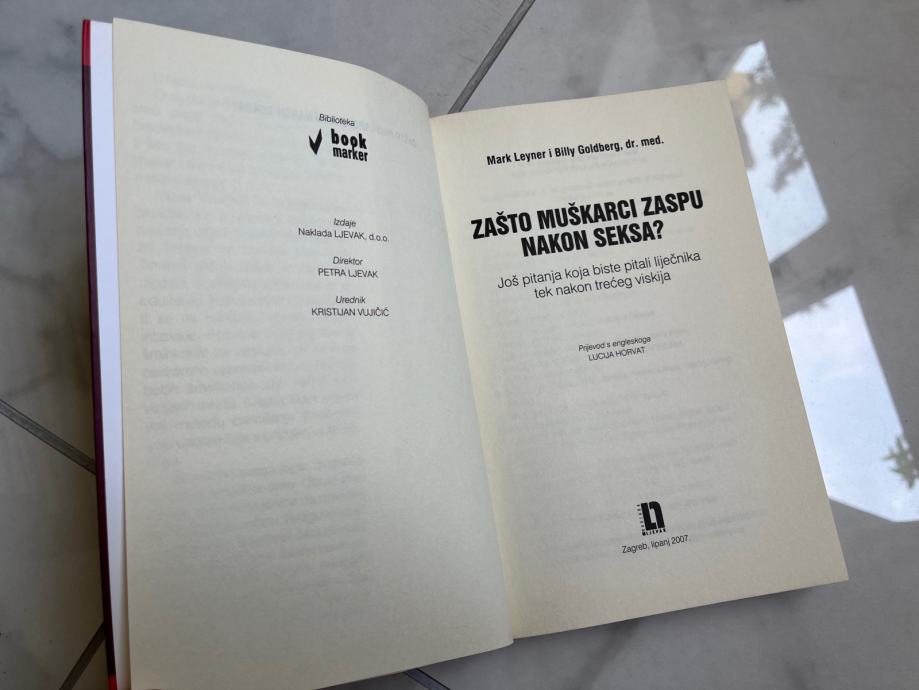 Biblioteka
book
marker
Izdaje
Naklada LJEVAK, d.o.o.
Direktor
PETRA LJEVAK
Urednik
KRISTIJAN VUJIČIĆ
Mark Leyner i Billy Goldberg, dr. med.
ZAŠTO MUŠKARCI ZASPU
NAKON SEKSA?
Još pitanja koja biste pitali liječnika
tek nakon trećeg viskija
Prijevod s engleskoga
LUCIJA HORVAT
LJEVAK
Zagreb, lipanj 2007.